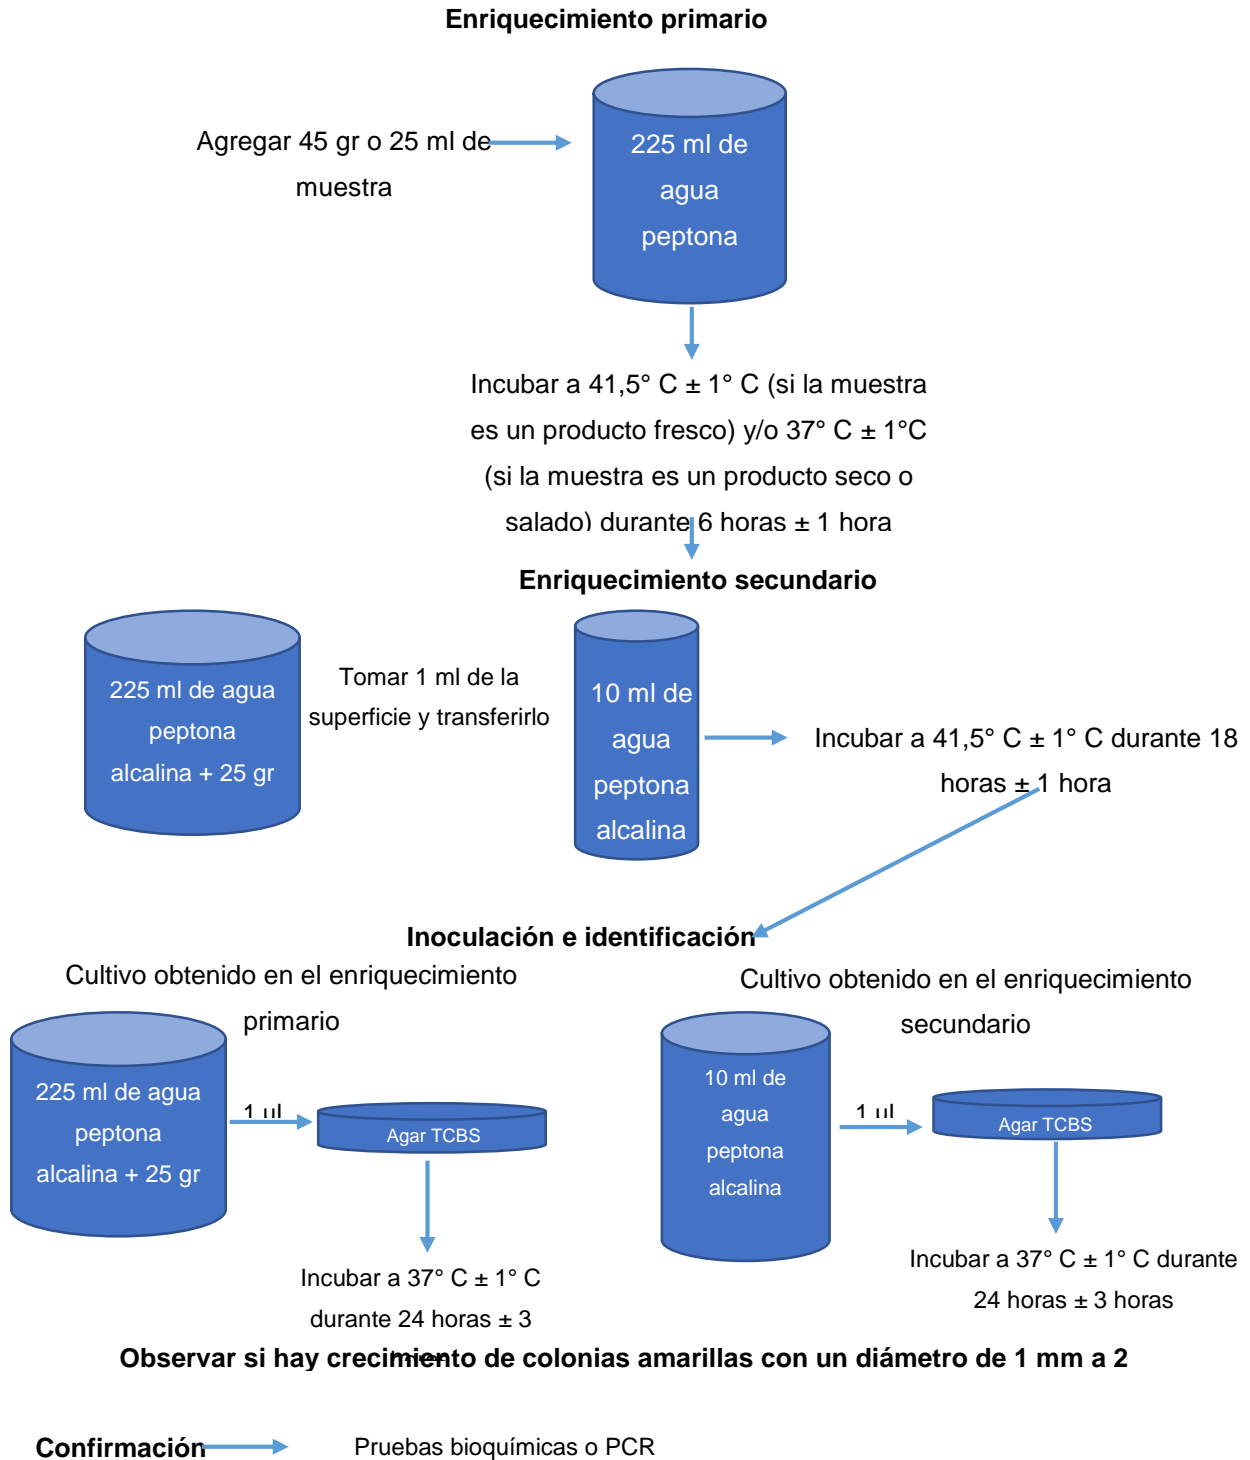 Enriquecimiento primario
Agregar 45 gr o 25 ml de
muestra
225 ml de
agua
peptona
Incubar a 41,5° C ± 1° C (si la muestra
es un producto fresco) y/o 37° C ± 1°C
(si la muestra es un producto seco o
salado) durante 6 horas ± 1 hora
Enriquecimiento secundario
225 ml de agua
peptona
alcalina + 25 gr
Tomar 1 ml de la
superficie y transferirlo
10 ml de
agua
peptona
alcalina
Incubar a 41,5° C ± 1° C durante 18
horas ± 1 hora
Inoculación e identificación
Cultivo obtenido en el enriquecimiento
primario
225 ml de agua
peptona
alcalina + 25 gr
1 ul
Agar TCBS
Incubar a 37° C ± 1° C
durante 24 horas ± 3
Cultivo obtenido en el enriquecimiento
secundario
10 ml de
agua
peptona
alcalina
1 ul
Agar TCBS
Incubar a 37° C ± 1° C durante
24 horas ± 3 horas
Observar si hay crecimiento de colonias amarillas con un diámetro de 1 mm a 2
Confirmación
Pruebas bioquímicas o PCR